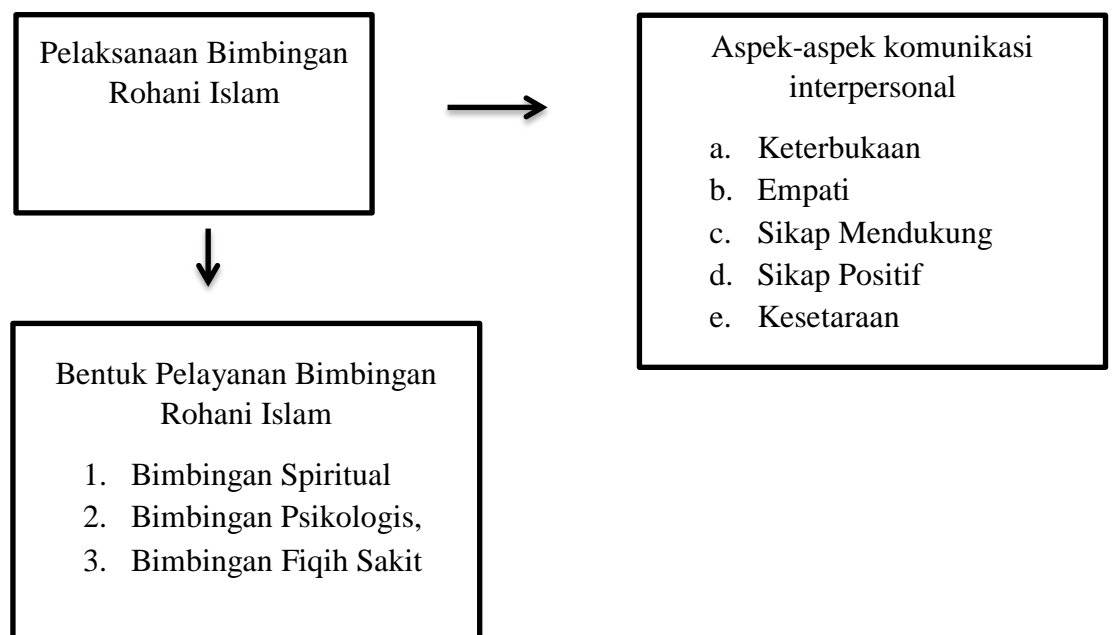 Pelaksanaan Bimbingan
Rohani Islam
Aspek-aspek komunikasi
interpersonal
a. Keterbukaan
b. Empati
c. Sikap Mendukung
d. Sikap Positif
e. Kesetaraan
Bentuk Pelayanan Bimbingan
Rohani Islam
1. Bimbingan Spiritual
2. Bimbingan Psikologis,
3. Bimbingan Fiqih Sakit